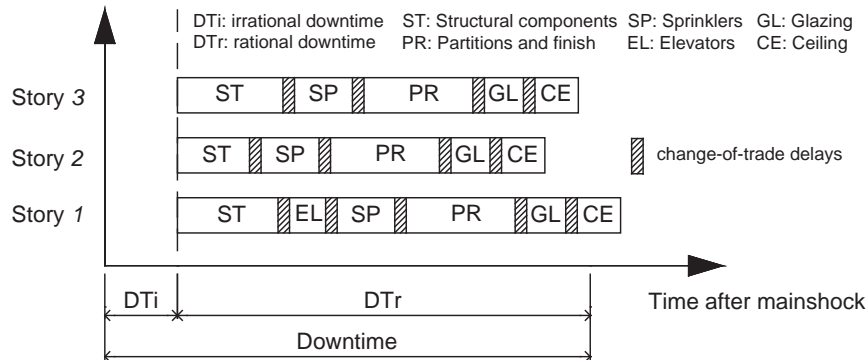 DTi: irrational downtime ST: Structural components SP: Sprinklers GL: Glazing
DTr: rational downtime PR: Partitions and finish EL: Elevators CE: Ceiling
Story 3 ST SP PR GL CE
Story 2 ST SP PR GL CE
change-of-trade delays
Story 1 ST EL SP PR GL CE
DTi DTr Time after mainshock
Downtime